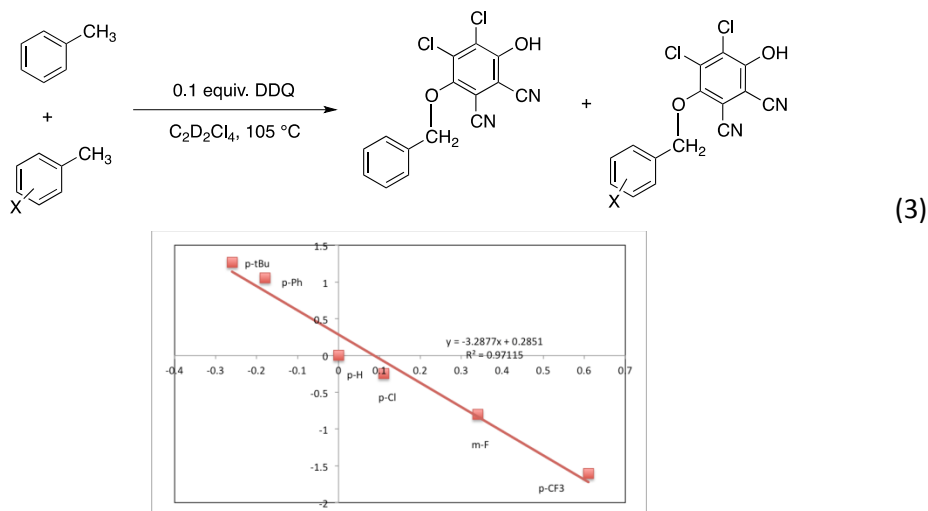 CH3
+
X
CH3
0.1 equiv. DDQ
C2D2Cl4, 105 °C
Cl
Cl
OH
O
CN
CN
CH2
+
Cl
Cl
OH
O
CN
CN
CH2
X
(3)
1.5
1
0.5
0
-0.5
-1
-1.5
-2
-0.4 -0.3 -0.2 -0.1 0 0.1 0.2 0.3 0.4 0.5 0.6 0.7
p-tBu
p-Ph
p-H
p-Cl
m-F
p-CF3
y = -3.2877x + 0.2851
R² = 0.97115